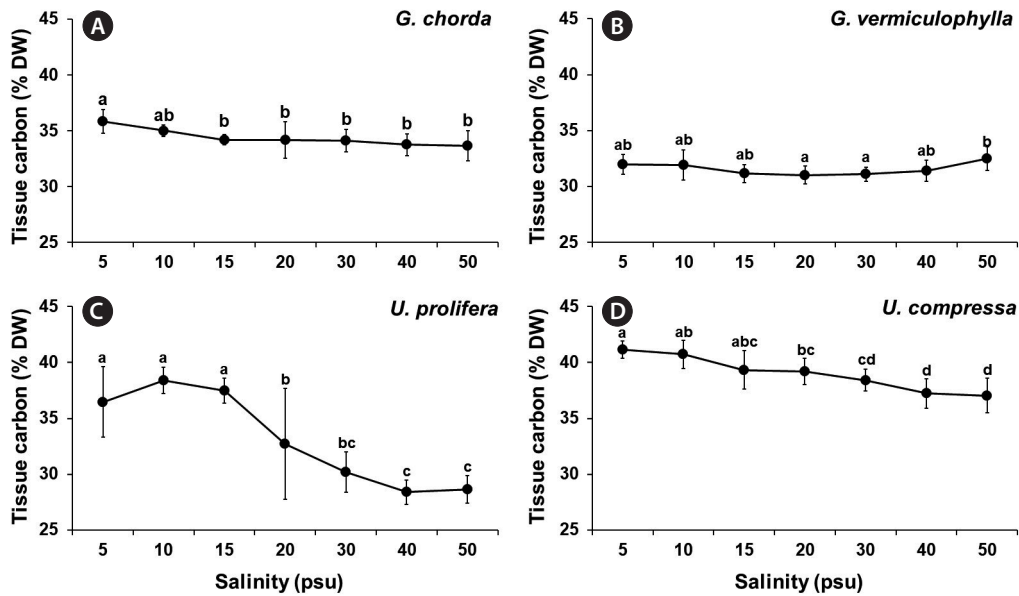 A
G. chorda
Tissue carbon (% DW)
45
40
35
30
25
a
ab
b
b
b
b
b
5 10 15 20 30 40 50
B
G. vermiculophylla
Tissue carbon (% DW)
45
40
35
30
25
ab
ab
ab
a
a
ab
b
5 10 15 20 30 40 50
C
U. prolifera
Tissue carbon (% DW)
45
40
35
30
25
a
a
a
b
bc
c
c
5 10 15 20 30 40 50
Salinity (psu)
D
U. compressa
Tissue carbon (% DW)
45
40
35
30
25
a
ab
abc
bc
cd
d
d
5 10 15 20 30 40 50
Salinity (psu)